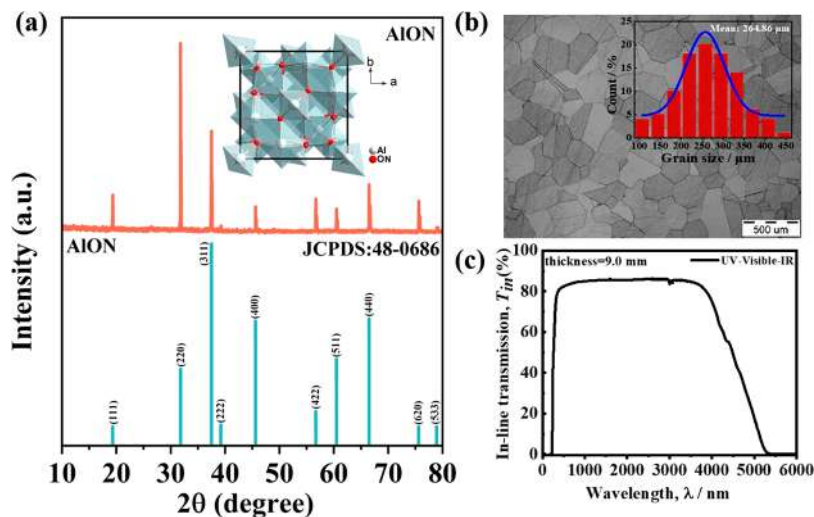 (a)
AlON
b
a
Al
ON
AlON
JCPDS:48-0686
(111)
(220)
(311)
(222)
(400)
(422)
(511)
(440)
(620)
(533)
Intensity (a.u.)
10 20 30 40 50 60 70 80
2θ (degree)
(b)
Mean: 264.86 μm
25
20
15
10
5
0
Count / %
100 150 200 250 300 350 400 450
Grain size / μm
500 um
(c)
thickness=9.0 mm
UV-Visible-IR
100
80
60
40
20
0
In-line transmission, Tin(%)
0 1000 2000 3000 4000 5000 6000
Wavelength, λ / nm